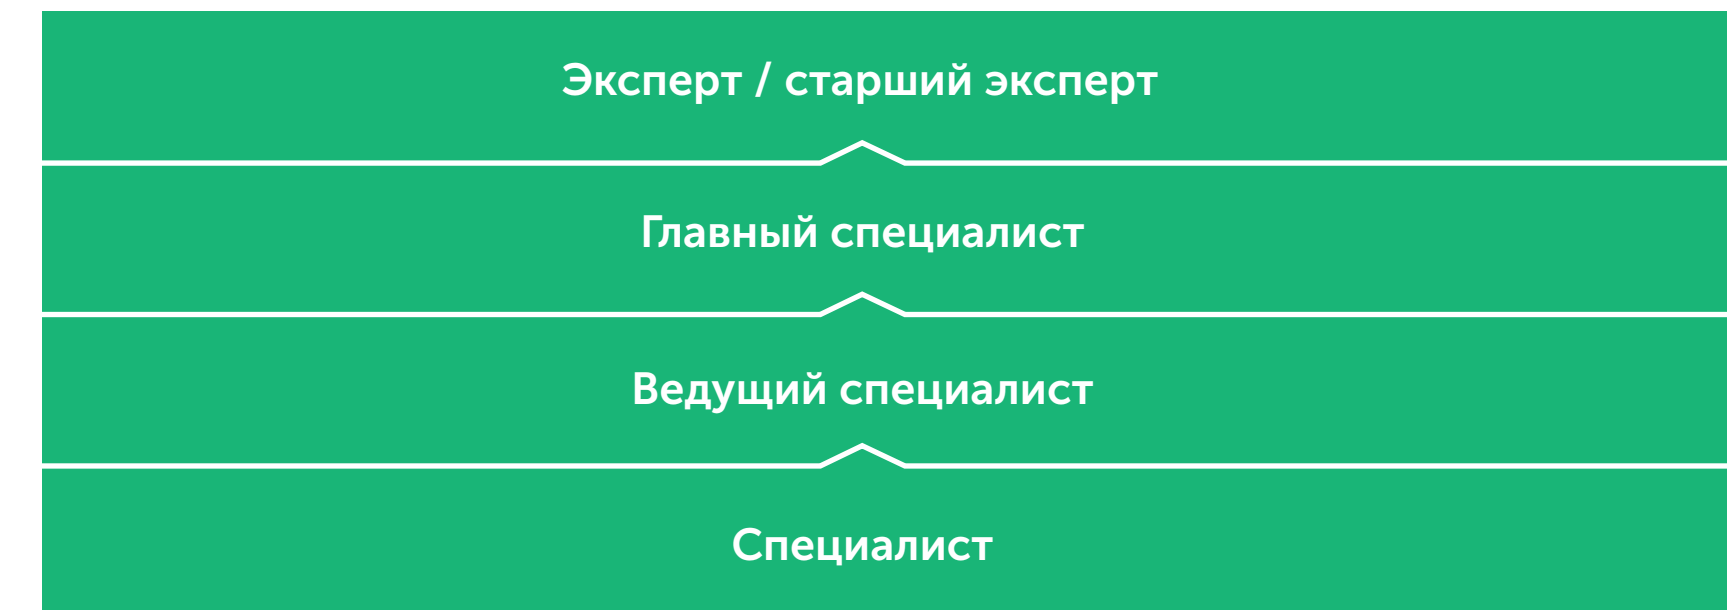 Эксперт / старший эксперт
Главный специалист
Ведущий специалист
Специалист